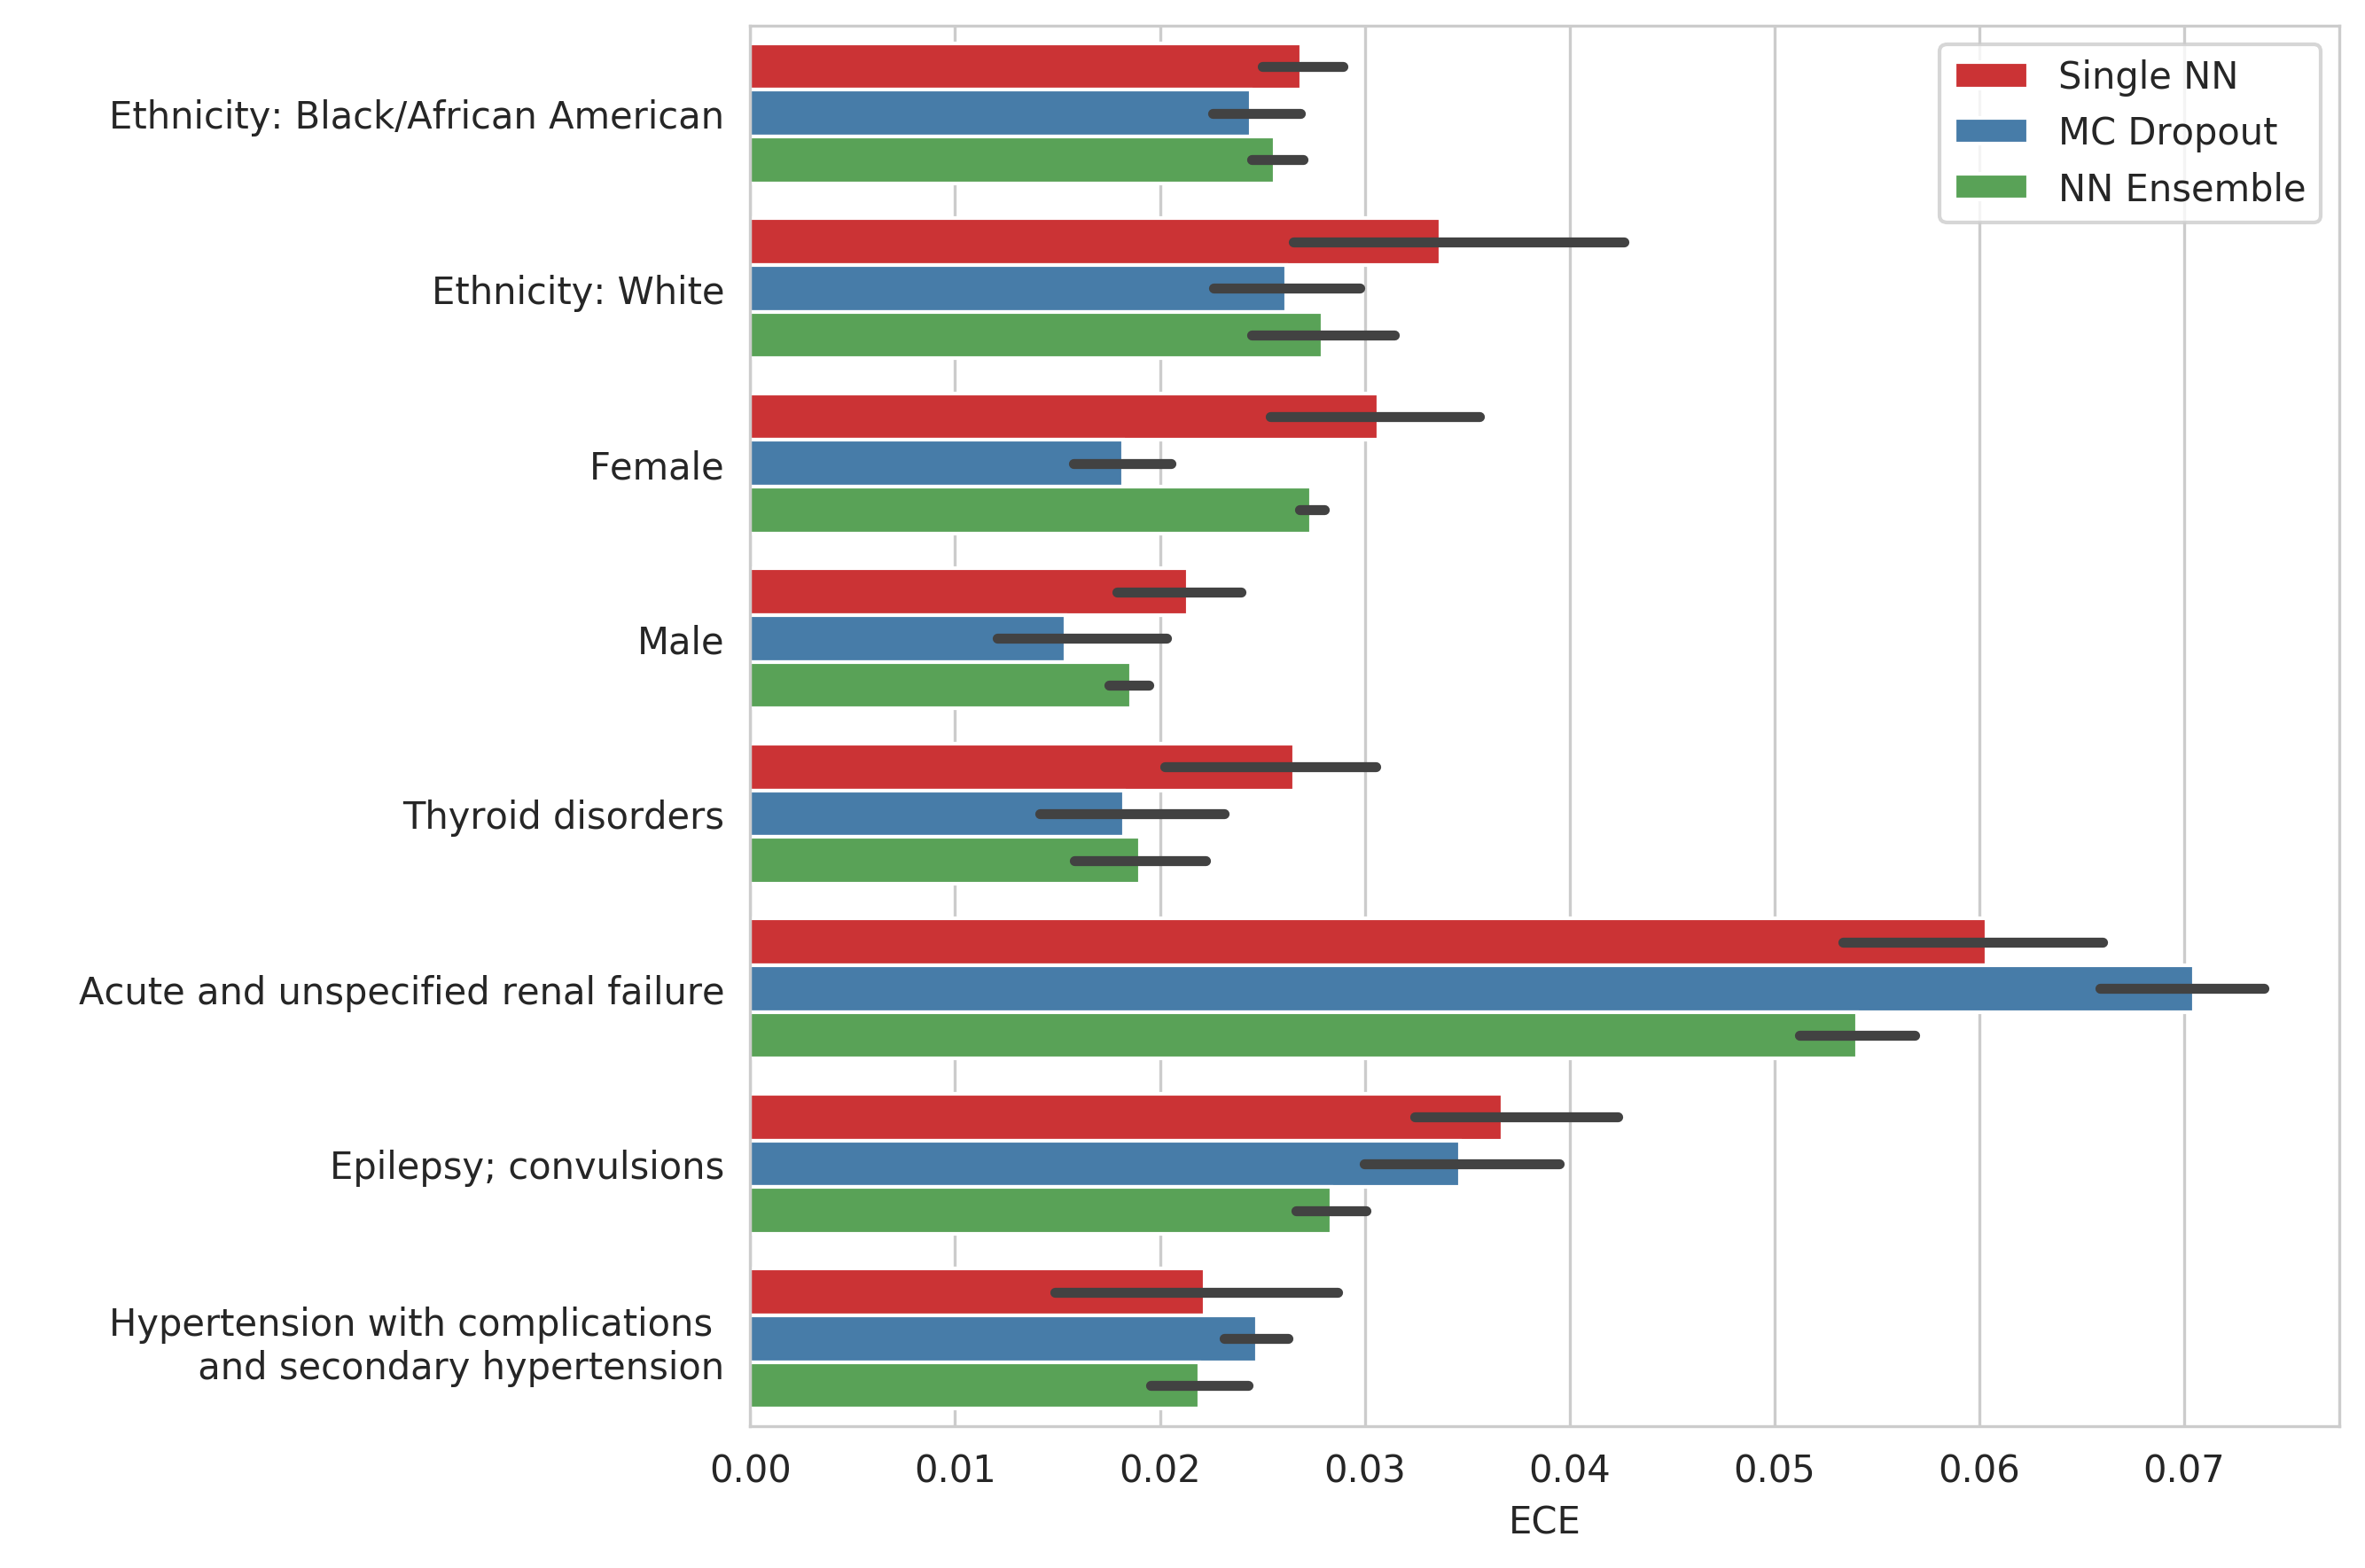 Single NN
MC Dropout
NN Ensemble
Ethnicity: Black/African American
Ethnicity: White
Female
Male
Thyroid disorders
Acute and unspecified renal failure
Epilepsy; convulsions
Hypertension with complications
and secondary hypertension
0.00 0.01 0.02 0.03 0.04 0.05 0.06 0.07
ECE